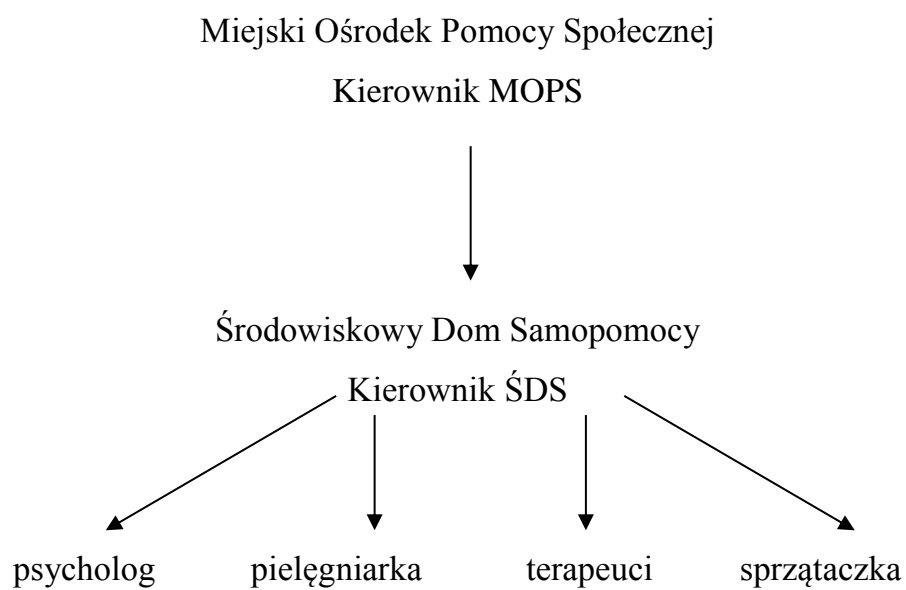 Miejski Ośrodek Pomocy Społecznej
Kierownik MOPS
Środowiskowy Dom Samopomocy
Kierownik ŚDS
psycholog pielęgniarka terapeuci sprzątaczka